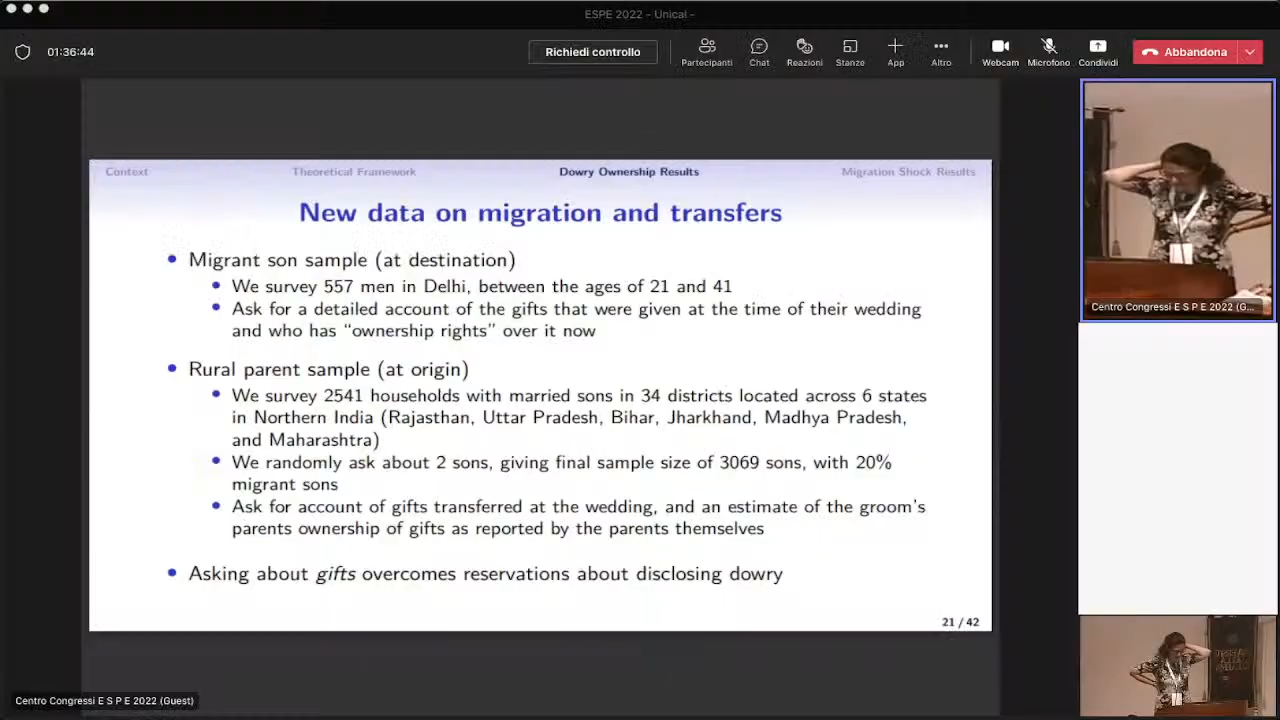 ESPE 2022 - Unical -
01:36:44
Richiedi controllo
Partecipanti
Chat
Reazioni
Stanze
App
Altro
Webcam
Microfono
Condividi
Abbandona
Context
Theoretical Framework
Dowry Ownership Results
Migration Shock Results
New data on migration and transfers
• Migrant son sample (at destination)
• We survey 557 men in Delhi, between the ages of 21 and 41
• Ask for a detailed account of the gifts that were given at the time of their wedding
and who has “ownership rights” over it now
• Rural parent sample (at origin)
• We survey 2541 households with married sons in 34 districts located across 6 states
in Northern India (Rajasthan, Uttar Pradesh, Bihar, Jharkhand, Madhya Pradesh,
and Maharashtra)
• We randomly ask about 2 sons, giving final sample size of 3069 sons, with 20%
migrant sons
• Ask for account of gifts transferred at the wedding, and an estimate of the groom's
parents ownership of gifts as reported by the parents themselves
• Asking about gifts overcomes reservations about disclosing dowry
21 / 42
Centro Congressi E S P E 2022 (G...
Centro Congressi E S P E 2022 (Guest)